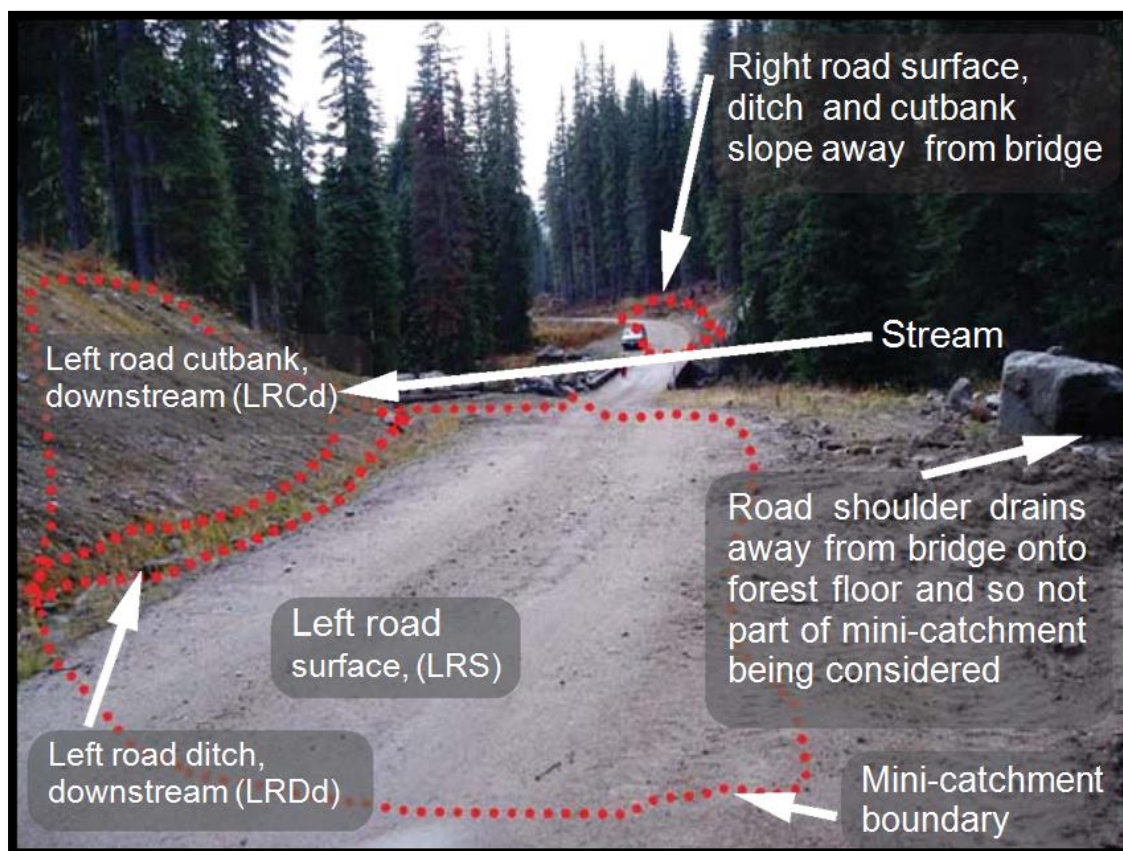 Right road surface,
ditch and cutbank
slope away from bridge
Left road cutbank,
downstream (LRCd)
Stream
Road shoulder drains
away from bridge onto
forest floor and so not
part of mini-catchment
being considered
Left road
surface, (LRS)
Left road ditch,
downstream (LRDd)
Mini-catchment
boundary